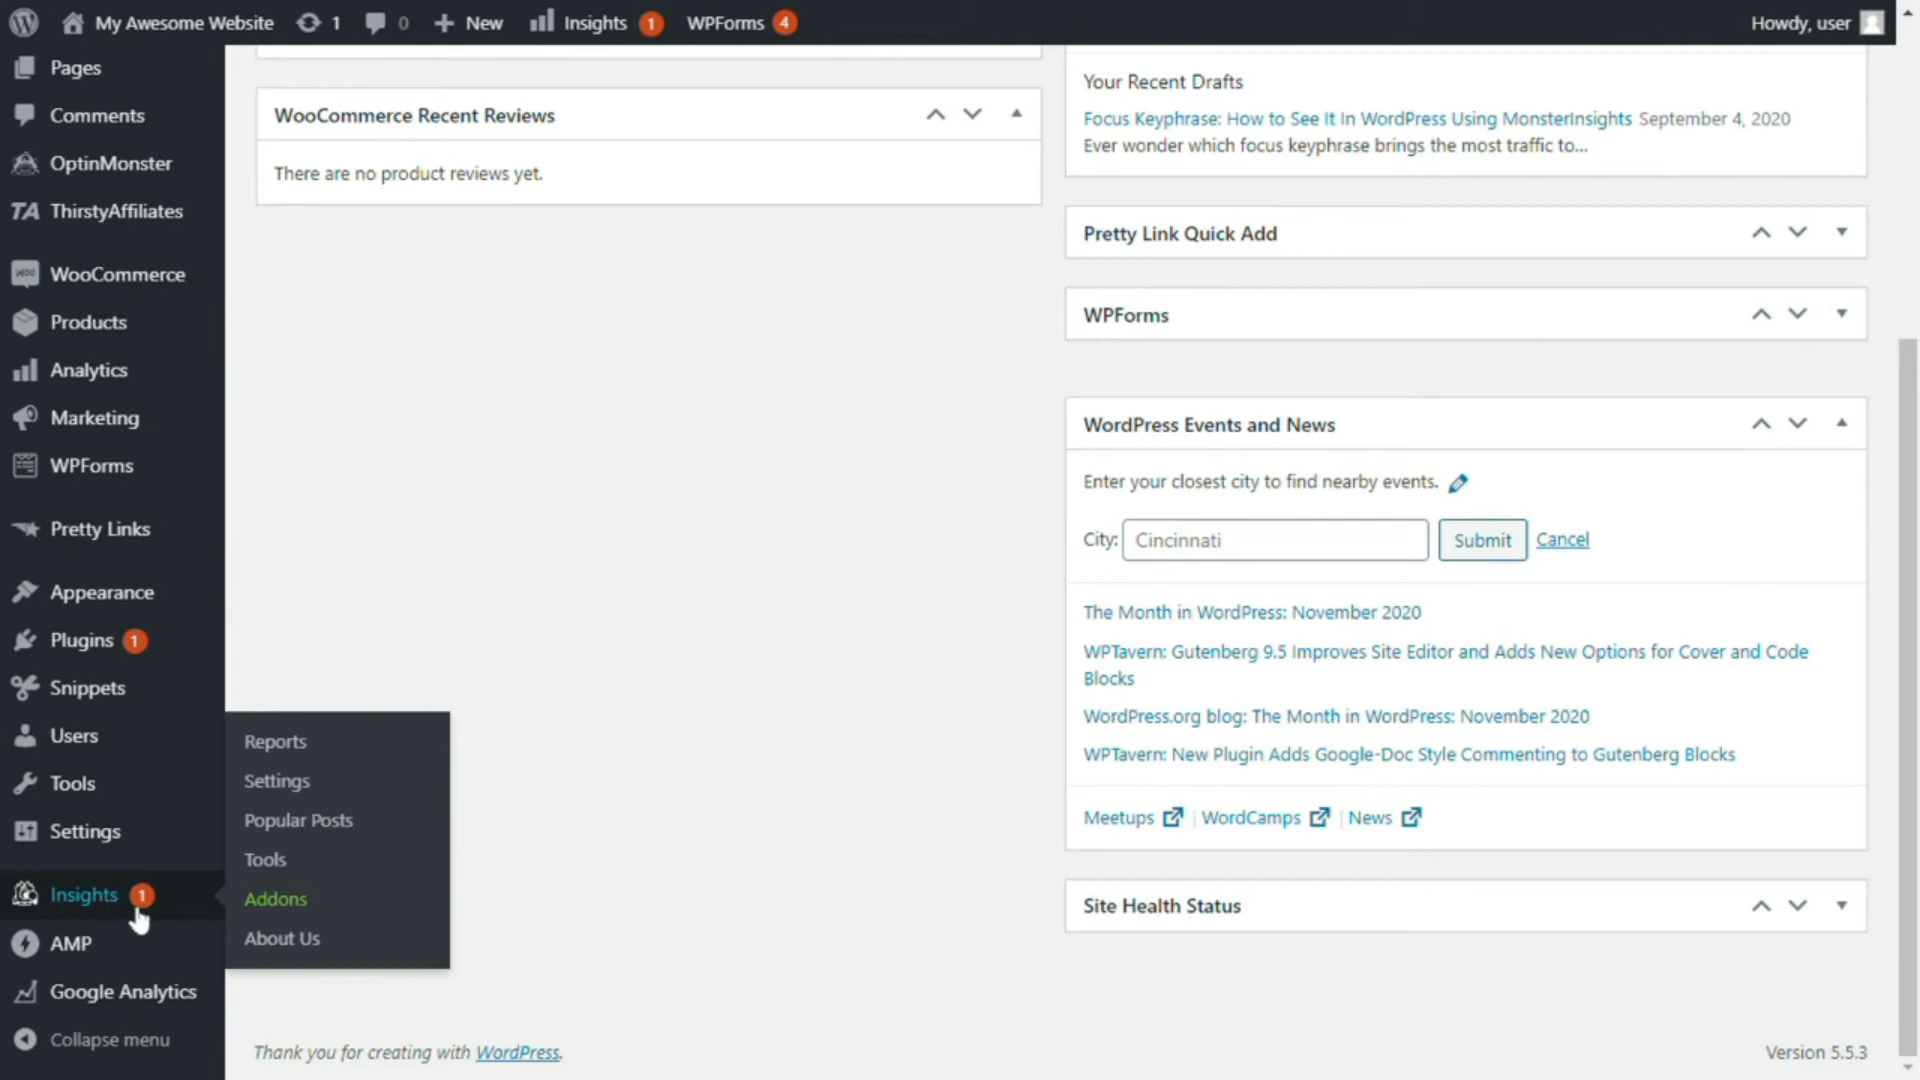 My Awesome Website 1 0 New Insights 1 WPForms 4 Howdy, user
Pages
Comments
OptinMonster
TA ThirstyAffiliates
woo WooCommerce
Products
Analytics
Marketing
WPForms
Pretty Links
Appearance
Plugins 1
Snippets
Users
Tools
Settings
Insights 1
AMP
Google Analytics
Collapse menu
Reports
Settings
Popular Posts
Tools
Addons
About Us
WooCommerce Recent Reviews
There are no product reviews yet.
Your Recent Drafts
Focus Keyphrase: How to See It In WordPress Using MonsterInsights September 4, 2020
Ever wonder which focus keyphrase brings the most traffic to...
Pretty Link Quick Add
WPForms
WordPress Events and News
Enter your closest city to find nearby events.
City: Cincinnati Submit Cancel
The Month in WordPress: November 2020
WPTavern: Gutenberg 9.5 Improves Site Editor and Adds New Options for Cover and Code
Blocks
WordPress.org blog: The Month in WordPress: November 2020
WPTavern: New Plugin Adds Google-Doc Style Commenting to Gutenberg Blocks
Meetups | WordCamps | News
Site Health Status
Thank you for creating with WordPress.
Version 5.5.3